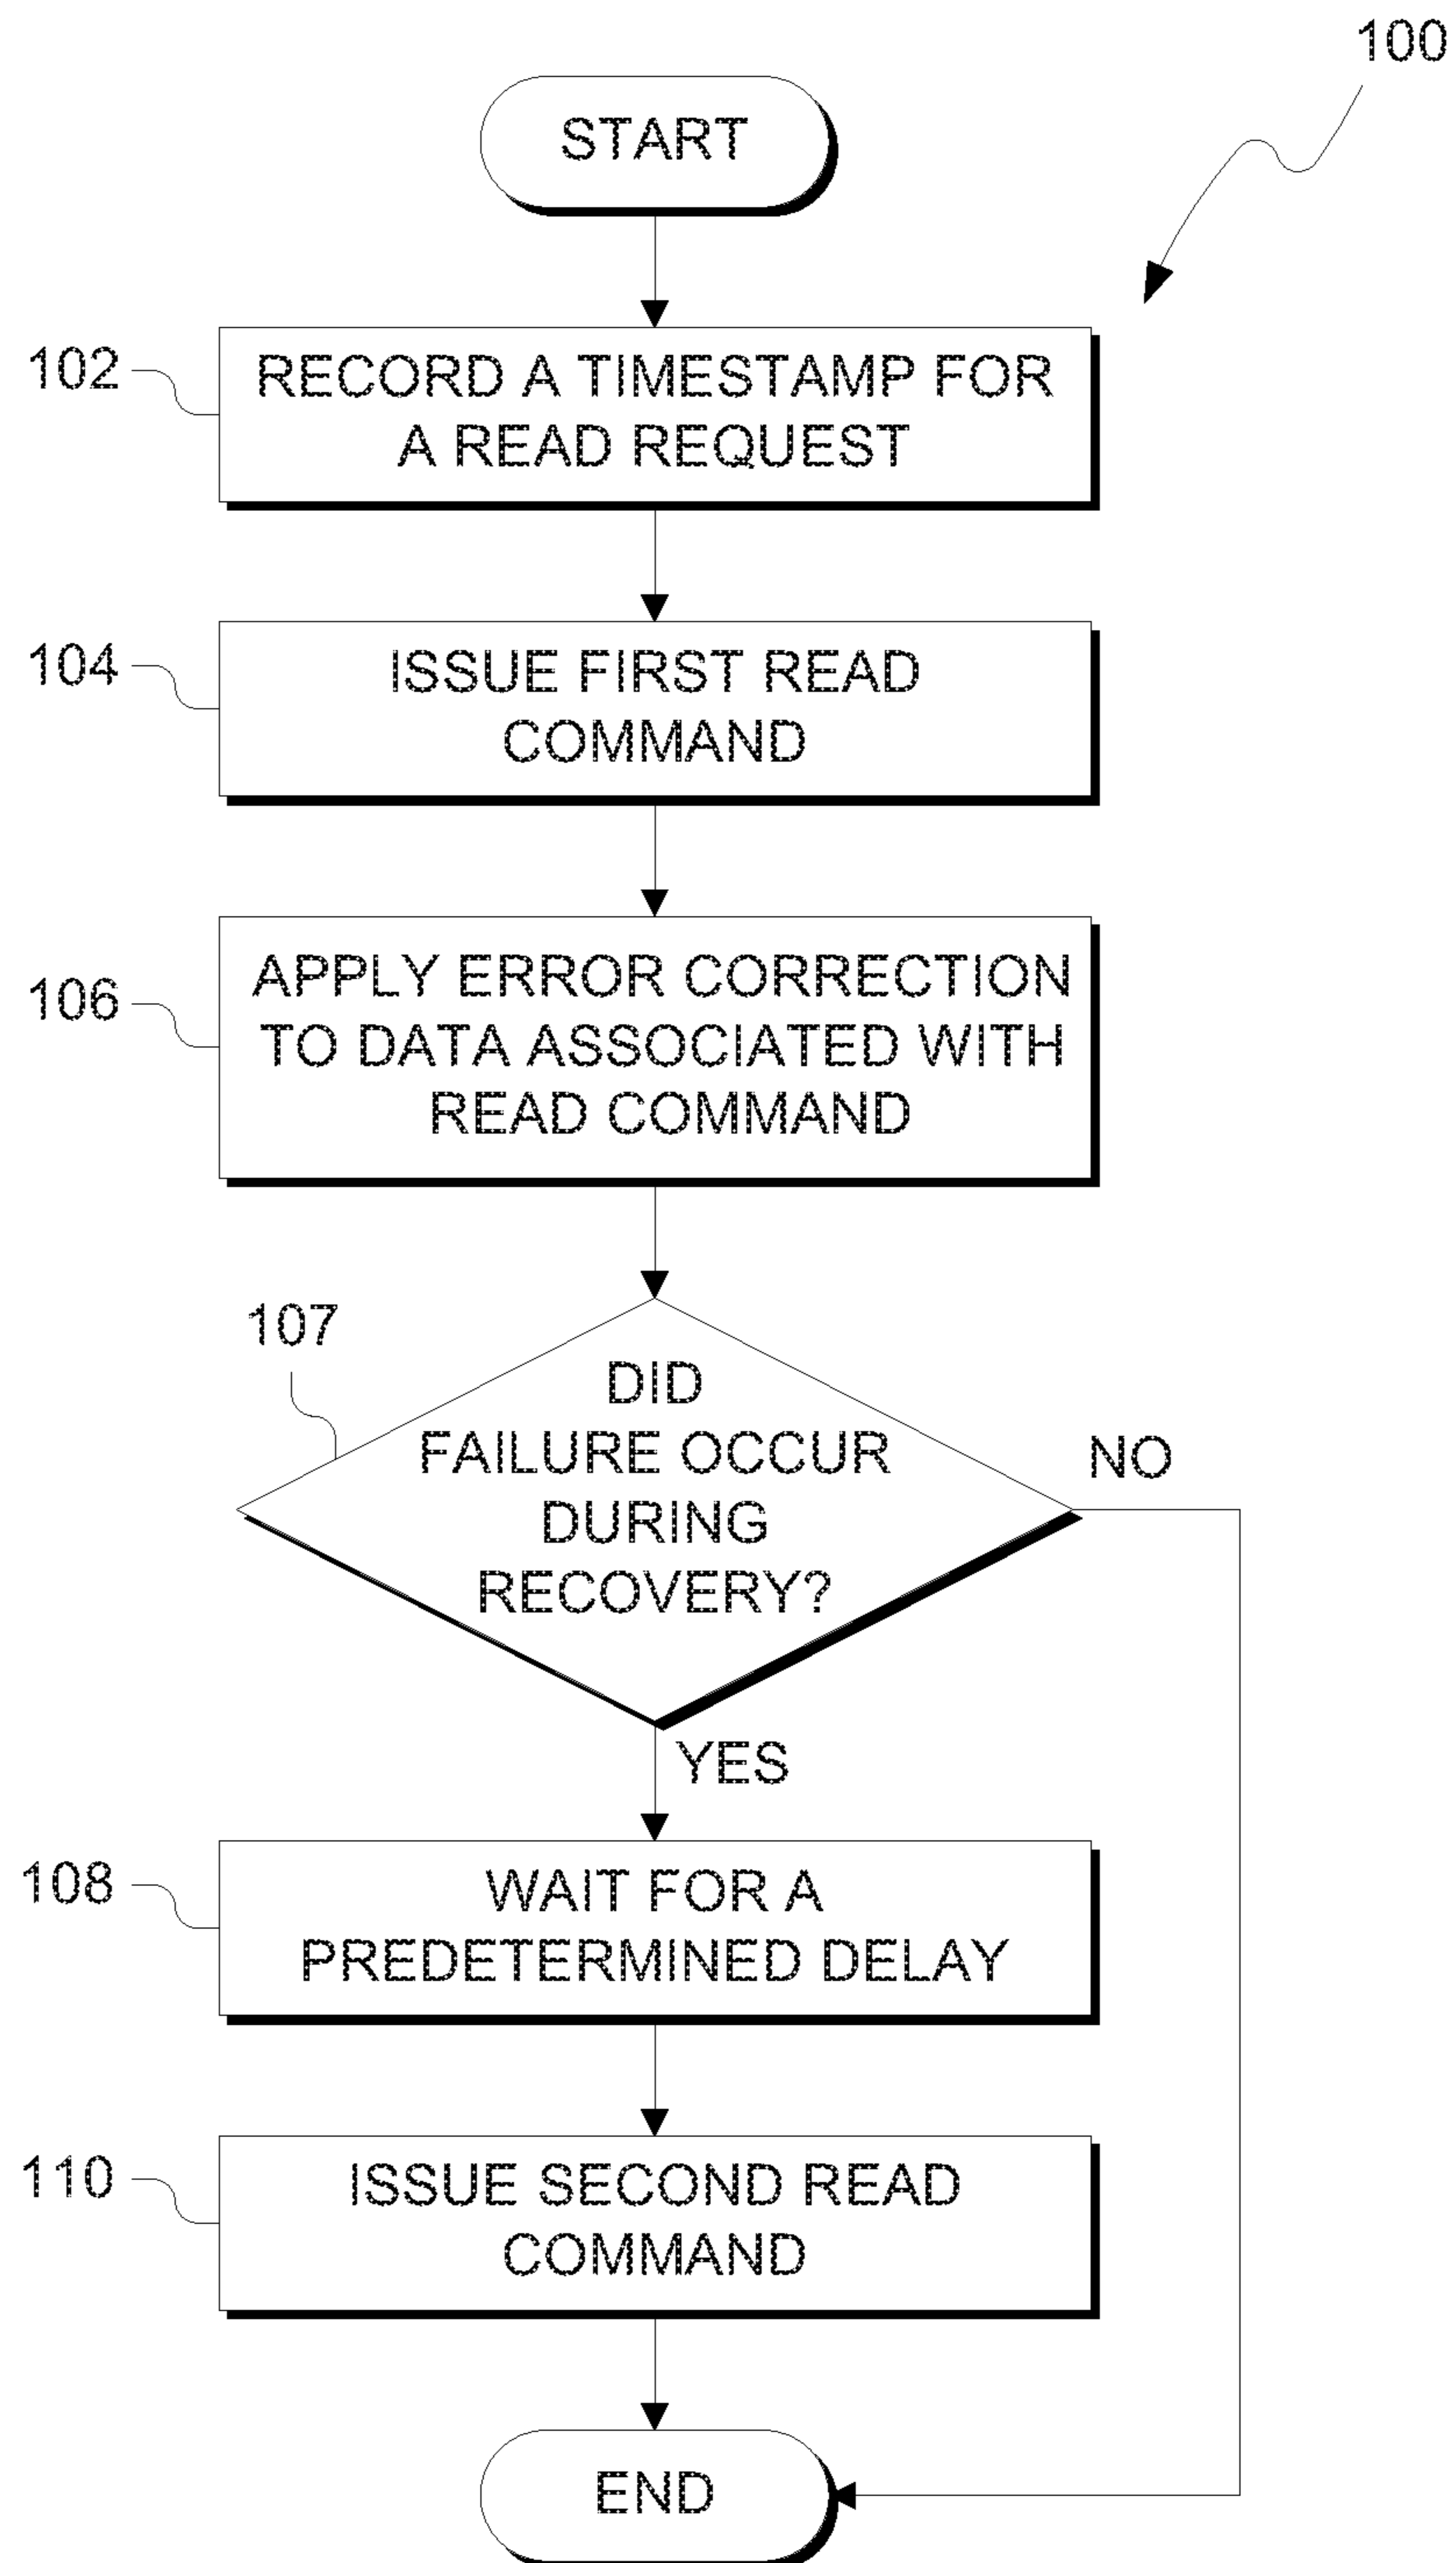 100
START
102
RECORD A TIMESTAMP FOR
A READ REQUEST
104
ISSUE FIRST READ
COMMAND
106
APPLY ERROR CORRECTION
TO DATA ASSOCIATED WITH
READ COMMAND
107
DID
FAILURE OCCUR
DURING
RECOVERY?
NO
YES
108
WAIT FOR A
PREDETERMINED DELAY
110
ISSUE SECOND READ
COMMAND
END